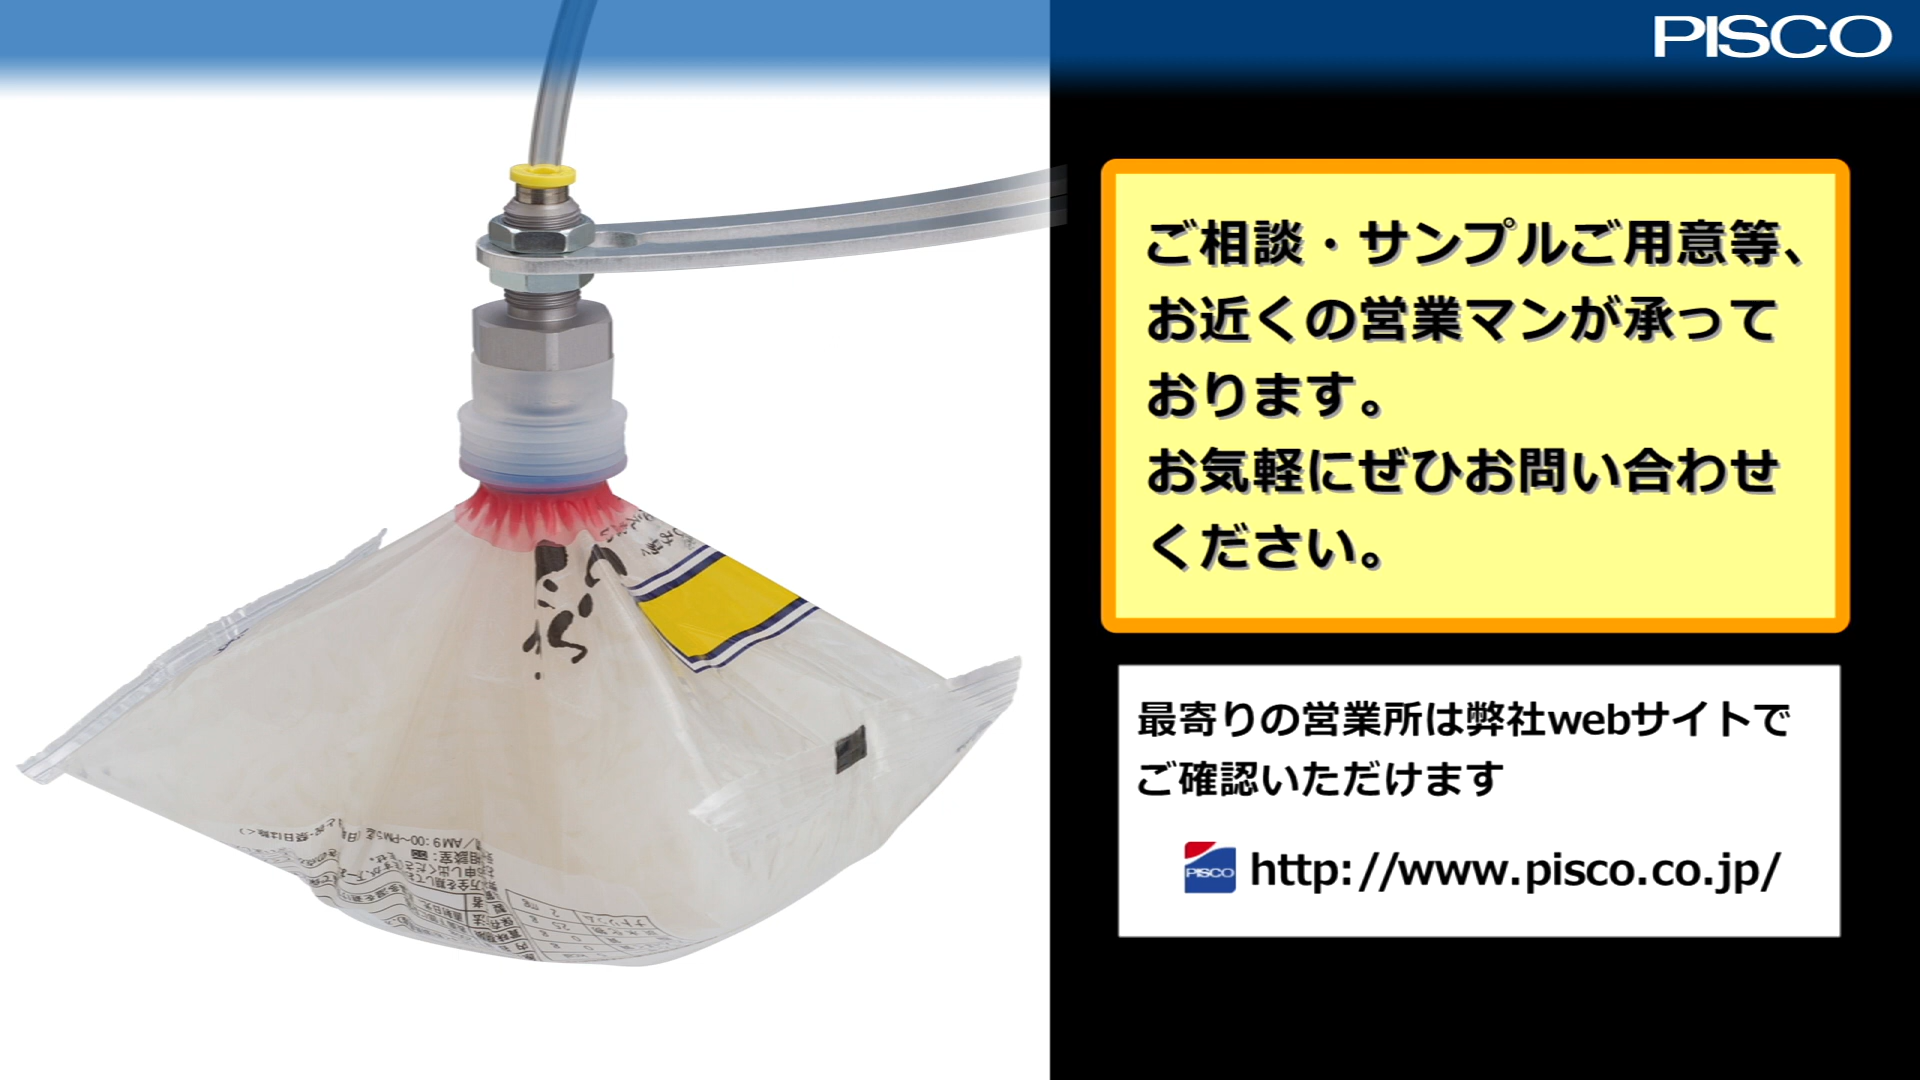 PISCO
ご相談・サンプルご用意等、
お近くの営業マンが承って
おります。
お気軽にぜひお問い合わせ
ください。
最寄りの営業所は弊社webサイトで
ご確認いただけます
PISCO http://www.pisco.co.jp/